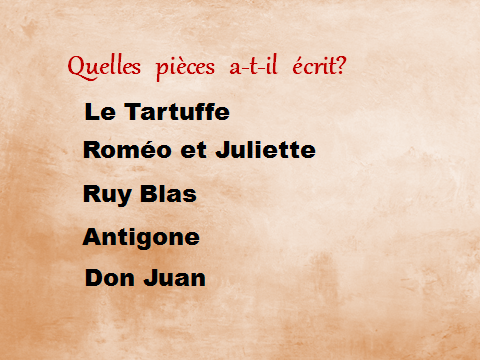 Quelles pièces a-t-il écrit?
Le Tartuffe
Roméo et Juliette
Ruy Blas
Antigone
Don Juan